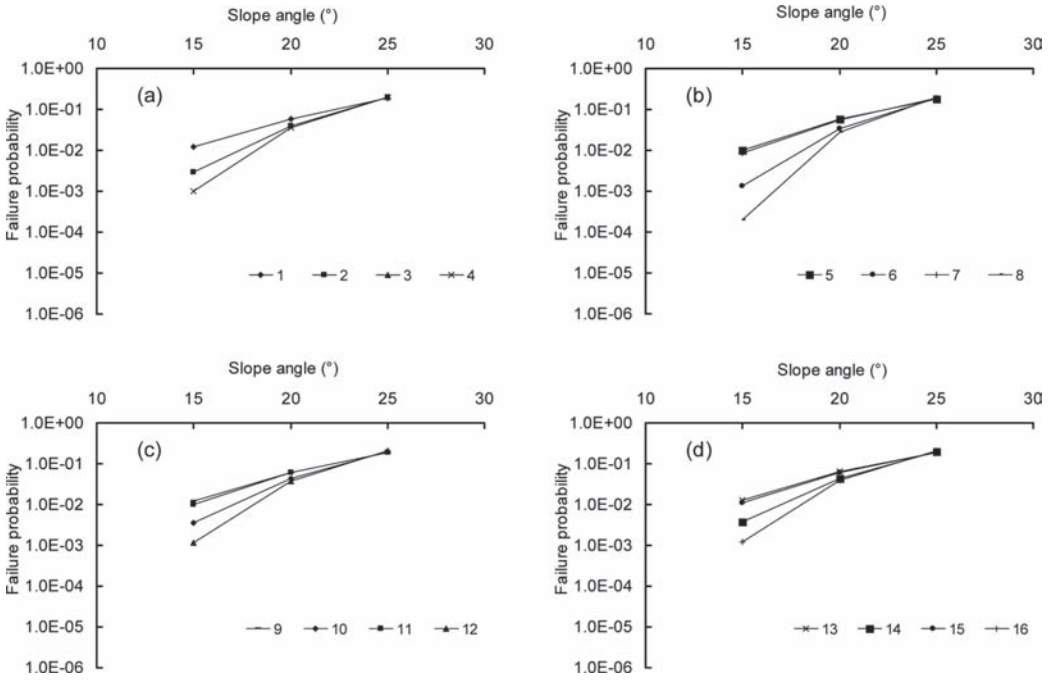 Slope angle (°)
10 15 20 25 30
1.0E+00
1.0E-01
1.0E-02
1.0E-03
1.0E-04
1.0E-05
1.0E-06
Failure probability
(a)
1 2 3 4
Slope angle (°)
10 15 20 25 30
1.0E+00
1.0E-01
1.0E-02
1.0E-03
1.0E-04
1.0E-05
1.0E-06
Failure probability
(b)
5 6 7 8
Slope angle (°)
10 15 20 25 30
1.0E+00
1.0E-01
1.0E-02
1.0E-03
1.0E-04
1.0E-05
1.0E-06
Failure probability
(c)
9 10 11 12
Slope angle (°)
10 15 20 25 30
1.0E+00
1.0E-01
1.0E-02
1.0E-03
1.0E-04
1.0E-05
1.0E-06
Failure probability
(d)
13 14 15 16